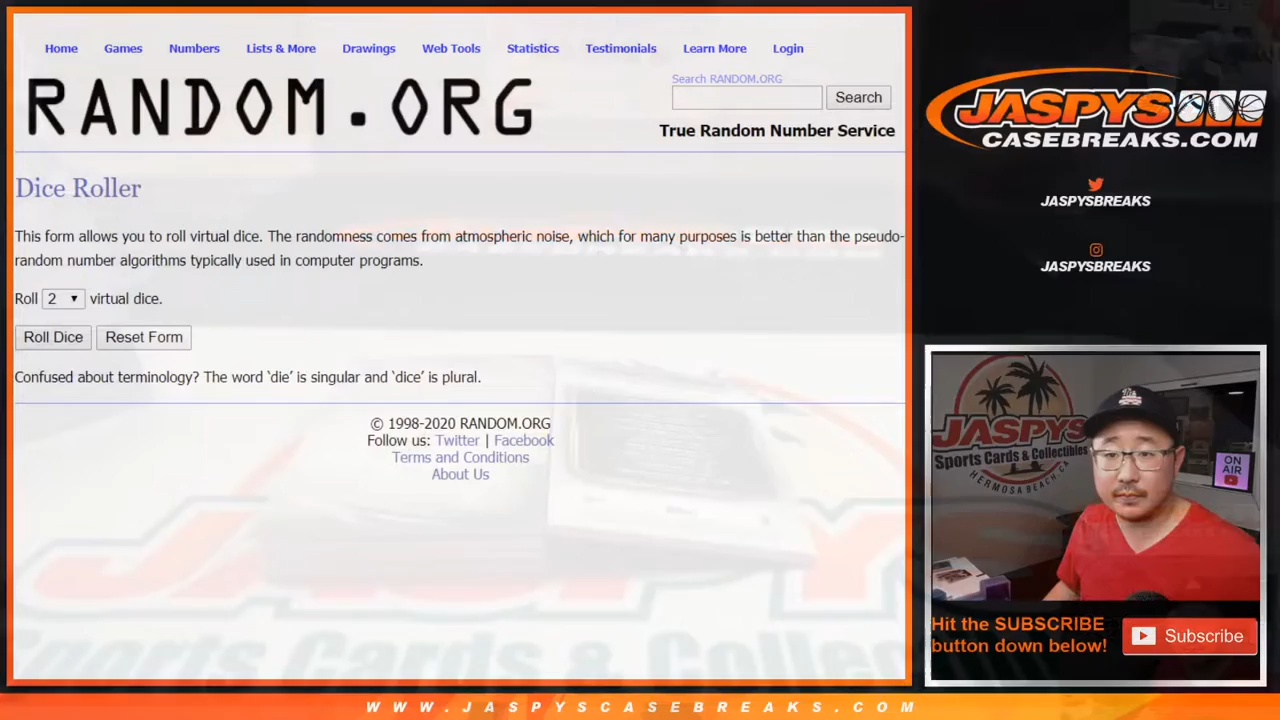 Home Games Numbers Lists & More Drawings Web Tools Statistics Testimonials Learn More Login
RANDOM.ORG
Search RANDOM.ORG
Search
True Random Number Service
Dice Roller
This form allows you to roll virtual dice. The randomness comes from atmospheric noise, which for many purposes is better than the pseudo-
random number algorithms typically used in computer programs.
Roll 2 virtual dice.
Roll Dice Reset Form
Confused about terminology? The word ‘die’ is singular and ‘dice’ is plural.
© 1998-2020 RANDOM.ORG
Follow us: Twitter | Facebook
Terms and Conditions
About Us
JASPYS
CASEBREAKS.COM
JASPYSBREAKS
JASPYSBREAKS
JASPYS
Sports Cards & Collectibles
HERMOSA BEACH, CA
ON
AIR
Hit the SUBSCRIBE
button down below!
Subscribe
Sports Cards & Collec
WWW.JASPYSCASEBREAKS.COM